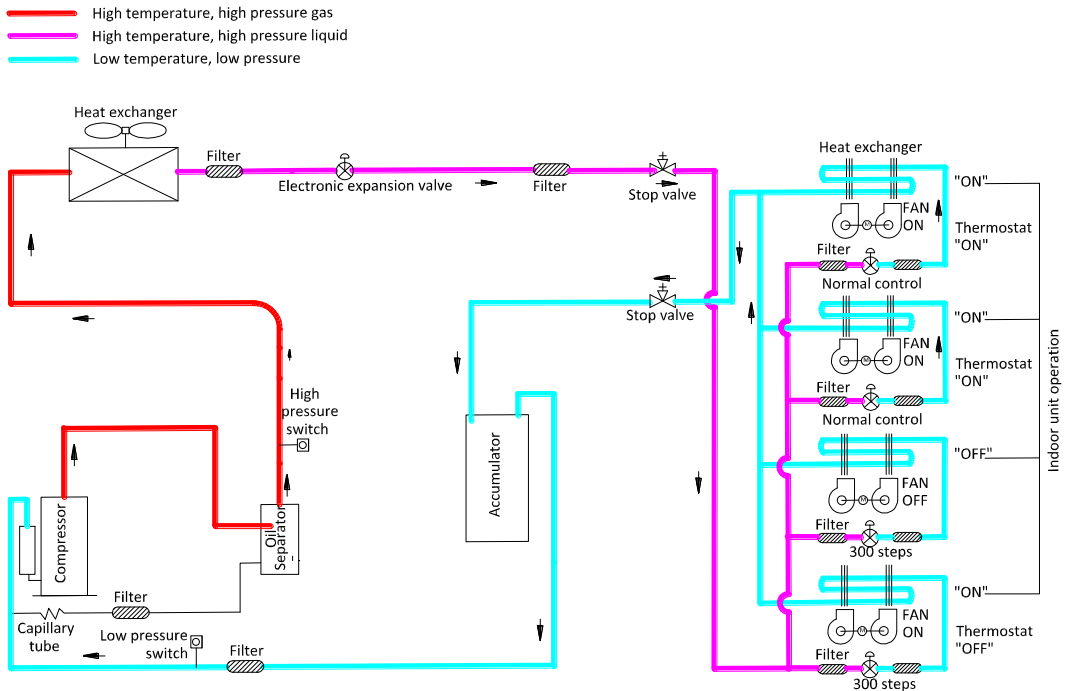 High temperature, high pressure gas
High temperature, high pressure liquid
Low temperature, low pressure
Heat exchanger
Filter
Electronic expansion valve
Filter
Stop valve
Stop valve
High
pressure
switch
Compressor
Oil
Separator
Accumulator
Filter
Capillary
tube
Low pressure
switch
Filter
Heat exchanger
FAN
ON
M
"ON"
Thermostat
"ON"
Filter
Normal control
FAN
ON
M
"ON"
Thermostat
"ON"
Filter
Normal control
FAN
OFF
M
"OFF"
Filter
300 steps
FAN
ON
M
"ON"
Thermostat
"OFF"
Filter
300 steps
Indoor unit operation